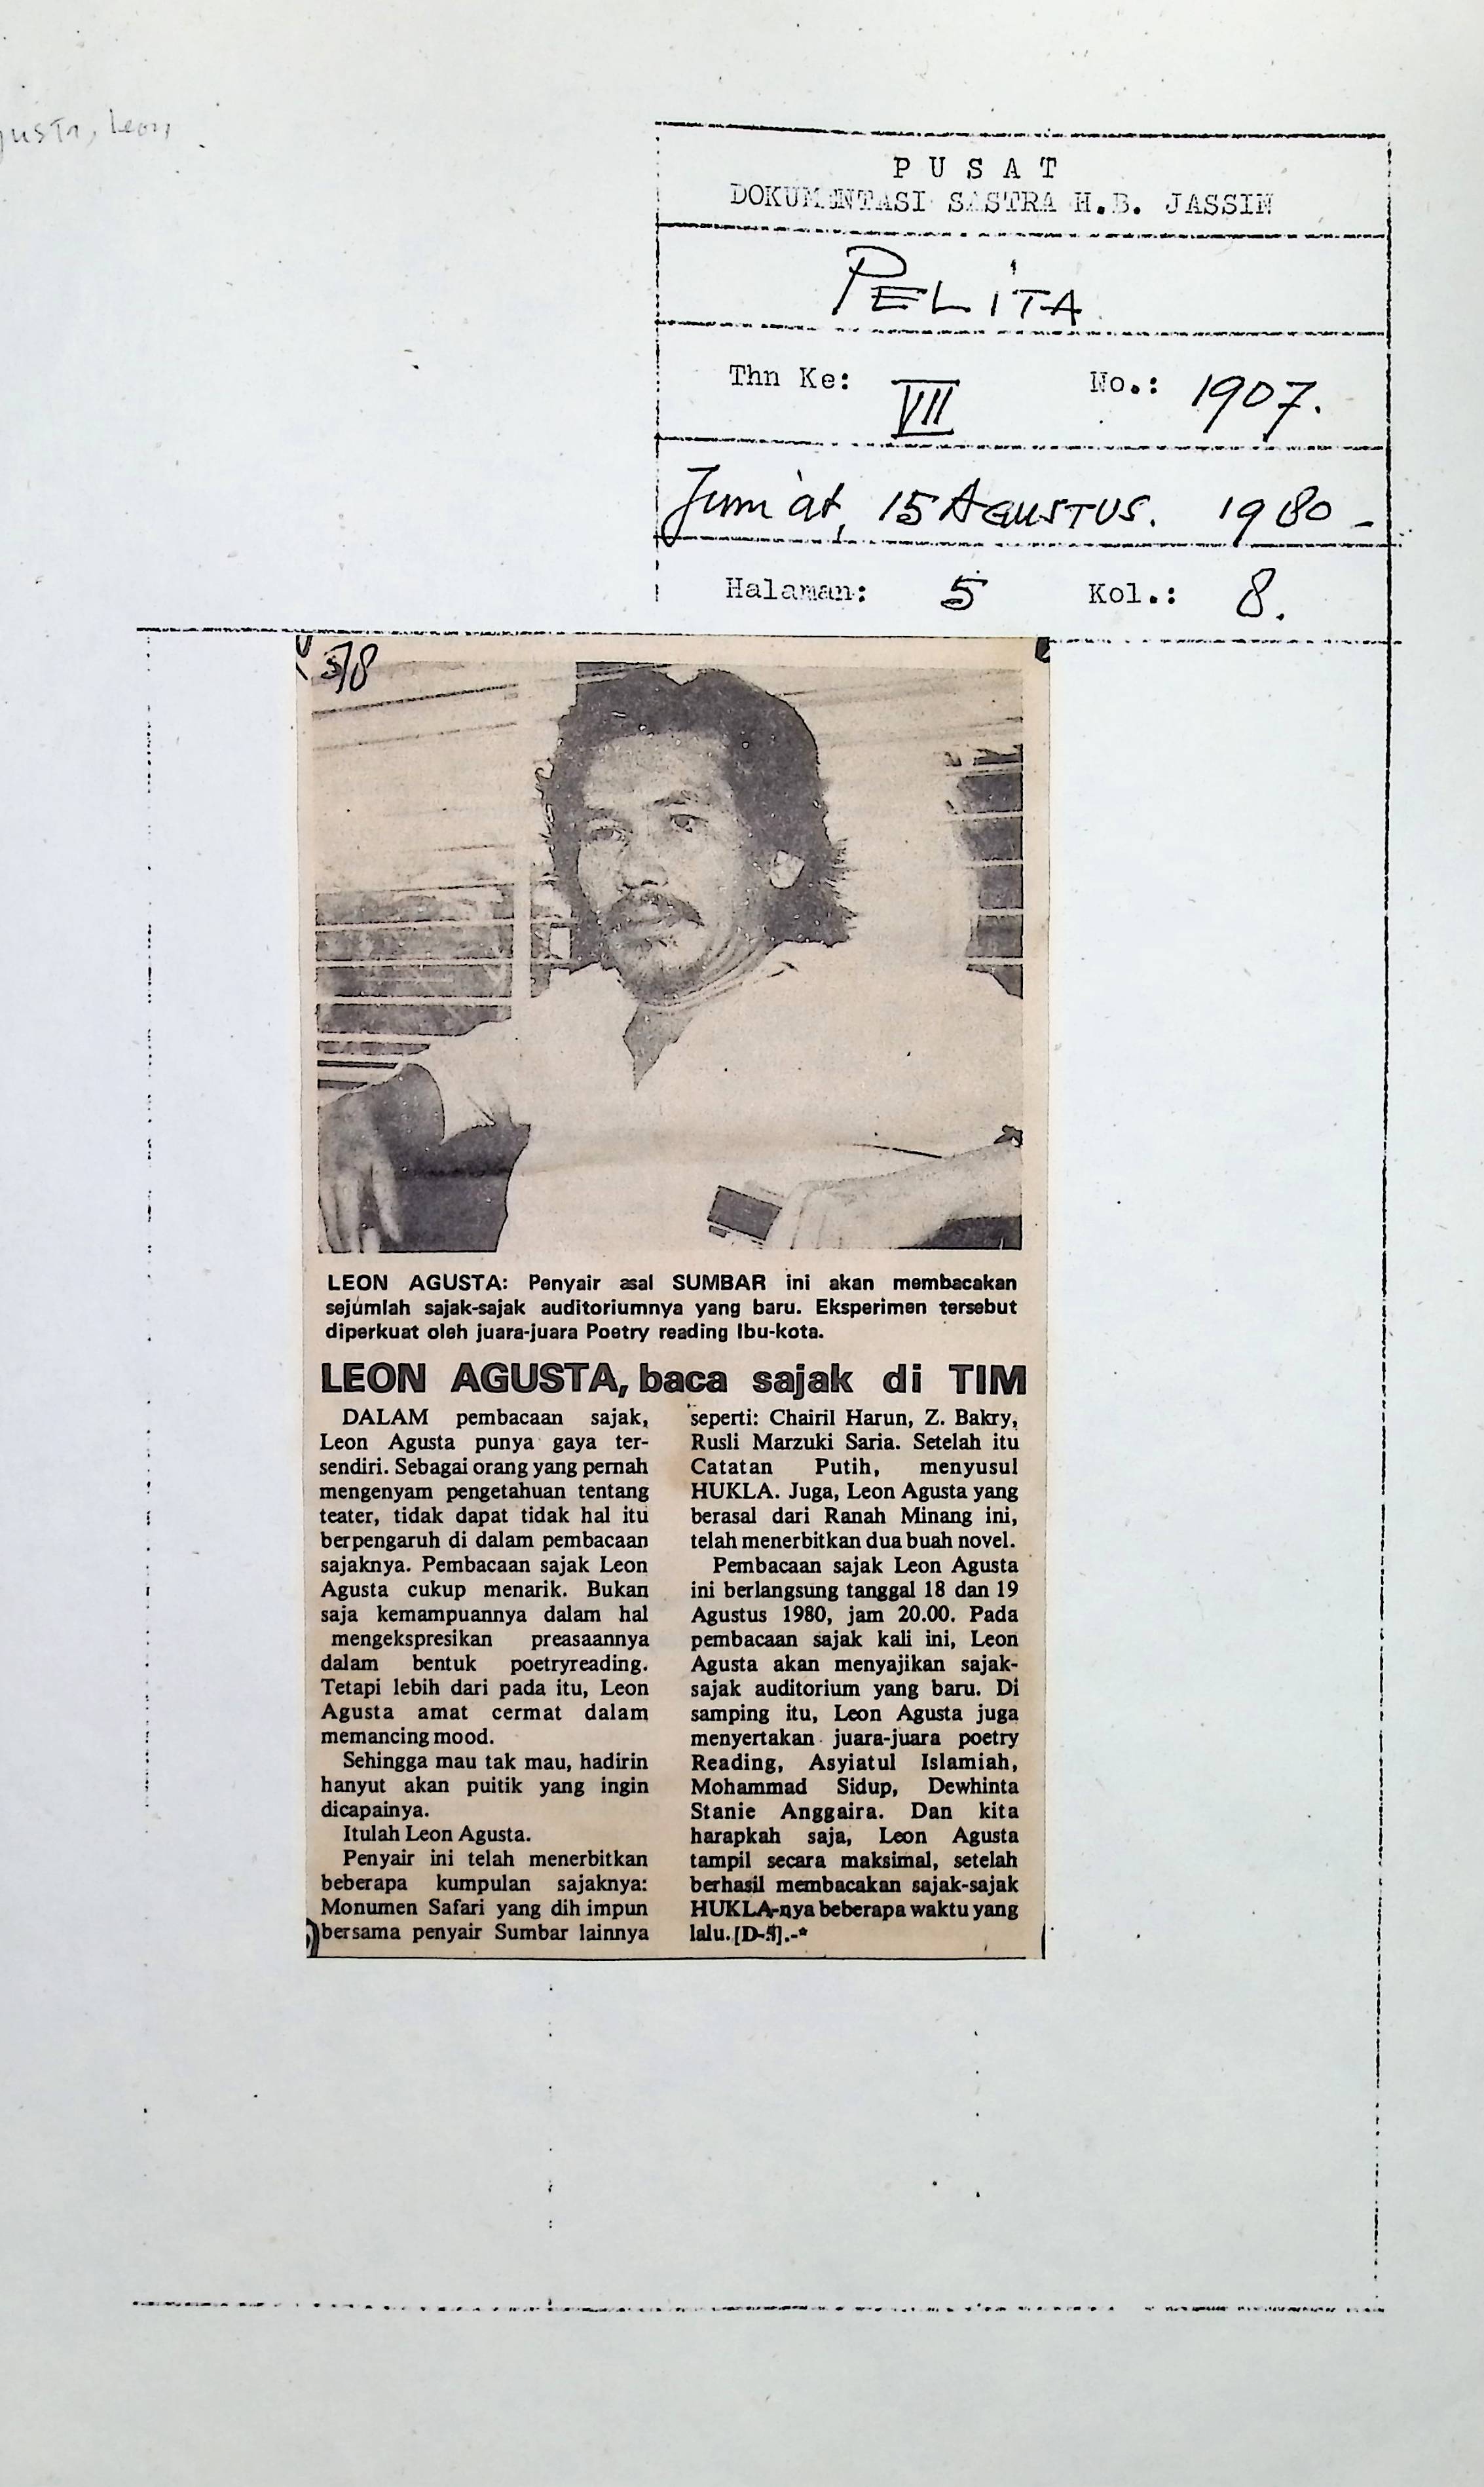 Leon
P U S A T
DOKUMENTASI SASTRA H.B. JASSIN
PELITA
Thn Ke: VII No.: 1907.
Jum'at, 15 AGUSTUS. 1980 -
Halaman: 5 Kol.: 8.
5/8
LEON AGUSTA: Penyair asal SUMBAR ini akan membacakan
sejumlah sajak-sajak auditoriumnya yang baru. Eksperimen tersebut
diperkuat oleh juara-juara Poetry reading Ibu-kota.
LEON AGUSTA, baca sajak di TIM
DALAM pembacaan sajak,
Leon Agusta punya gaya ter-
sendiri. Sebagai orang yang pernah
mengenyam pengetahuan tentang
teater, tidak dapat tidak hal itu
berpengaruh di dalam pembacaan
sajaknya. Pembacaan sajak Leon
Agusta cukup menarik. Bukan
saja kemampuannya dalam hal
mengekspresikan preasaannya
dalam bentuk poetryreading.
Tetapi lebih dari pada itu, Leon
Agusta amat cermat dalam
memancing mood.
Sehingga mau tak mau, hadirin
hanyut akan puitik yang ingin
dicapainya.
Itulah Leon Agusta.
Penyair ini telah menerbitkan
beberapa kumpulan sajaknya:
Monumen Safari yang dih impun
bersama penyair Sumbar lainnya
seperti: Chairil Harun, Z. Bakry,
Rusli Marzuki Saria. Setelah itu
Catatan Putih, menyusul
HUKLA. Juga, Leon Agusta yang
berasal dari Ranah Minang ini,
telah menerbitkan dua buah novel.
Pembacaan sajak Leon Agusta
ini berlangsung tanggal 18 dan 19
Agustus 1980, jam 20.00. Pada
pembacaan sajak kali ini, Leon
Agusta akan menyajikan sajak-
sajak auditorium yang baru. Di
samping itu, Leon Agusta juga
menyertakan juara-juara poetry
Reading, Asyiatul Islamiah,
Mohammad Sidup, Dewhinta
Stanie Anggaira. Dan kita
harapkah saja, Leon Agusta
tampil secara maksimal, setelah
berhasil membacakan sajak-sajak
HUKLA-nya beberapa waktu yang
lalu.